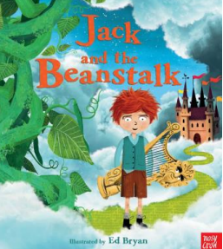 Jack
and the
Beanstalk
Illustrated by Ed Bryan
nosy
crow